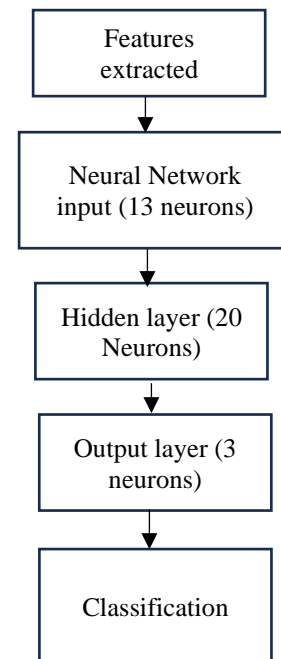 Features
extracted
Neural Network
input (13 neurons)
Hidden layer (20
Neurons)
Output layer (3
neurons)
Classification